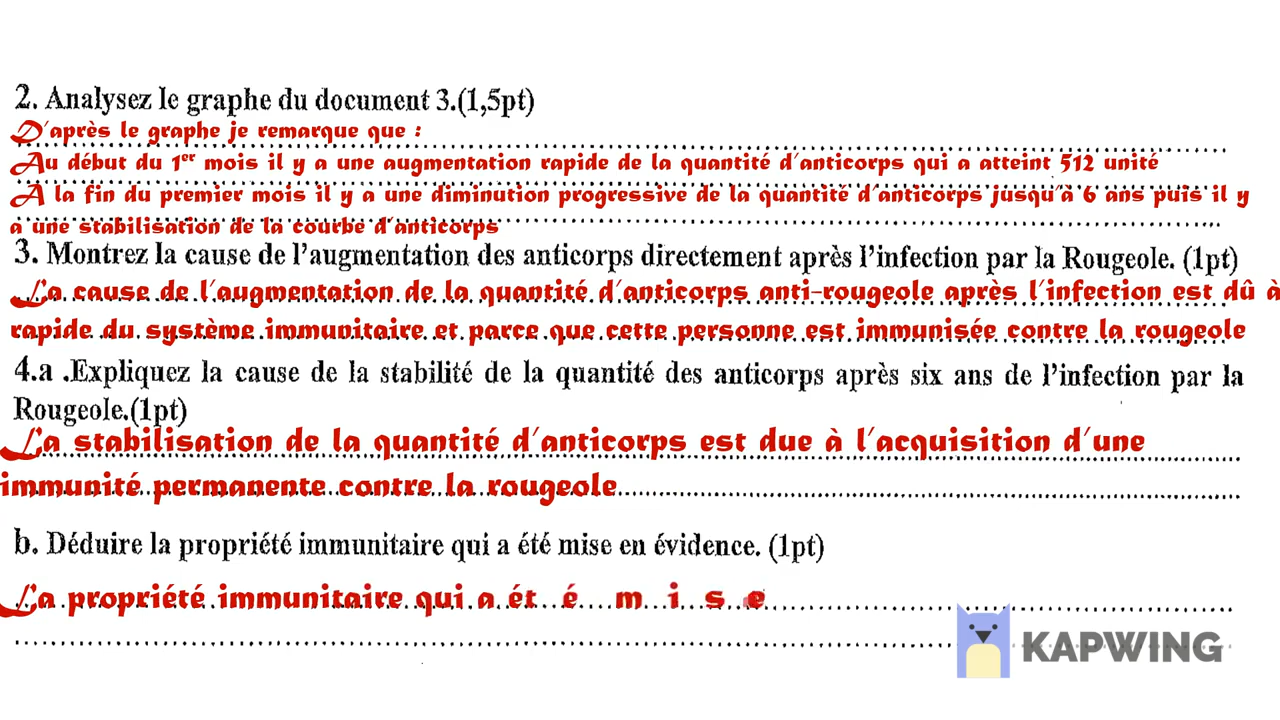 2. Analysez le graphe du document 3.(1,5pt)
D'après le graphe je remarque que :
Au début du 1er mois il y a une augmentation rapide de la quantité d'anticorps qui a atteint 512 unité
A la fin du premier mois il y a une diminution progressive de la quantité d'anticorps jusqu'à 6 ans puis il y
a une stabilisation de la courbe d'anticorps
3. Montrez la cause de l'augmentation des anticorps directement après l'infection par la Rougeole. (1pt)
La cause de l'augmentation de la quantité d'anticorps anti-rougeole après l'infection est dû à
rapide du système immunitaire et parce que cette personne est immunisée contre la rougeole
4.a .Expliquez la cause de la stabilité de la quantité des anticorps après six ans de l'infection par la
Rougeole.(1pt)
La stabilisation de la quantité d'anticorps est due à l'acquisition d'une
immunité permanente contre la rougeole
b. Déduire la propriété immunitaire qui a été mise en évidence. (1pt)
La propriété immunitaire qui a ét é m i s e
KAPWING